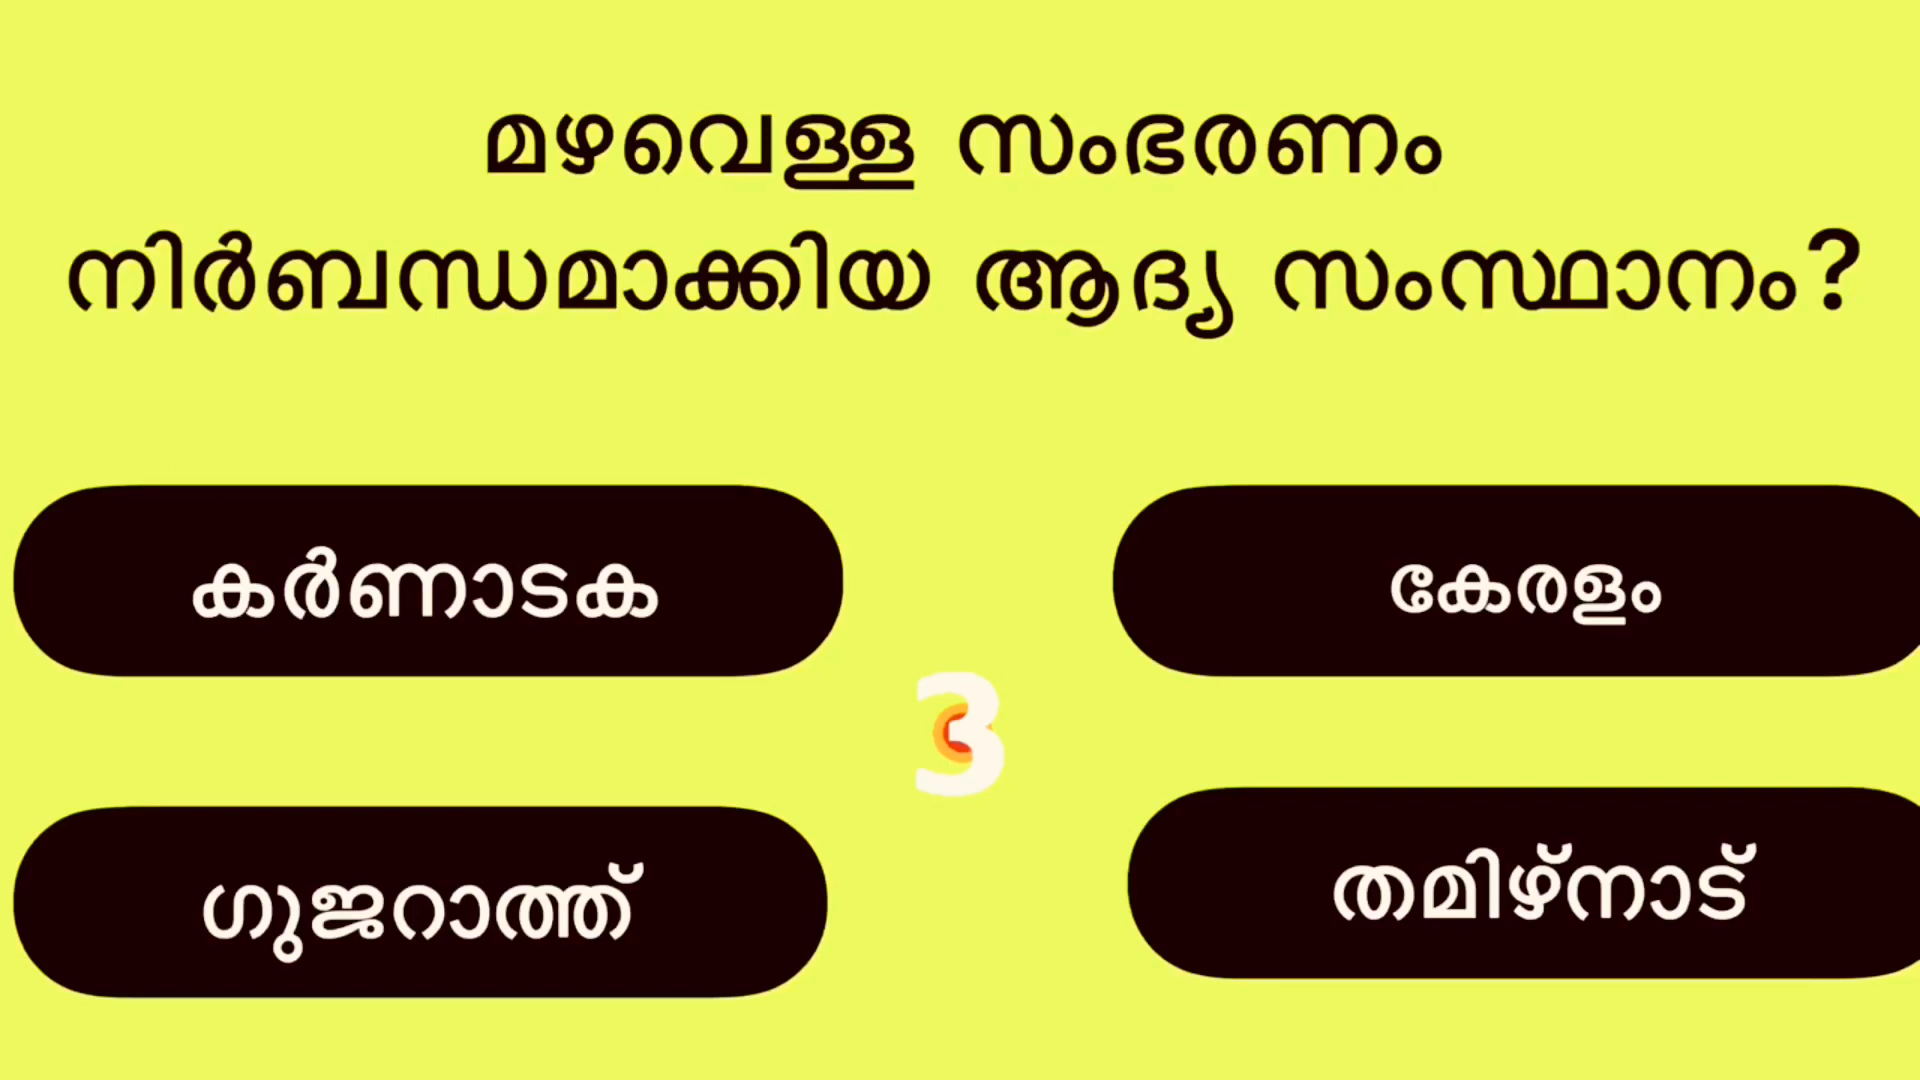 മഴവെള്ള സംഭരണം
നിർബന്ധമാക്കിയ ആദ്യ സംസ്ഥാനം?
കർണാടക
കേരളം
3
ഗുജറാത്ത്
തമിഴ്നാട്